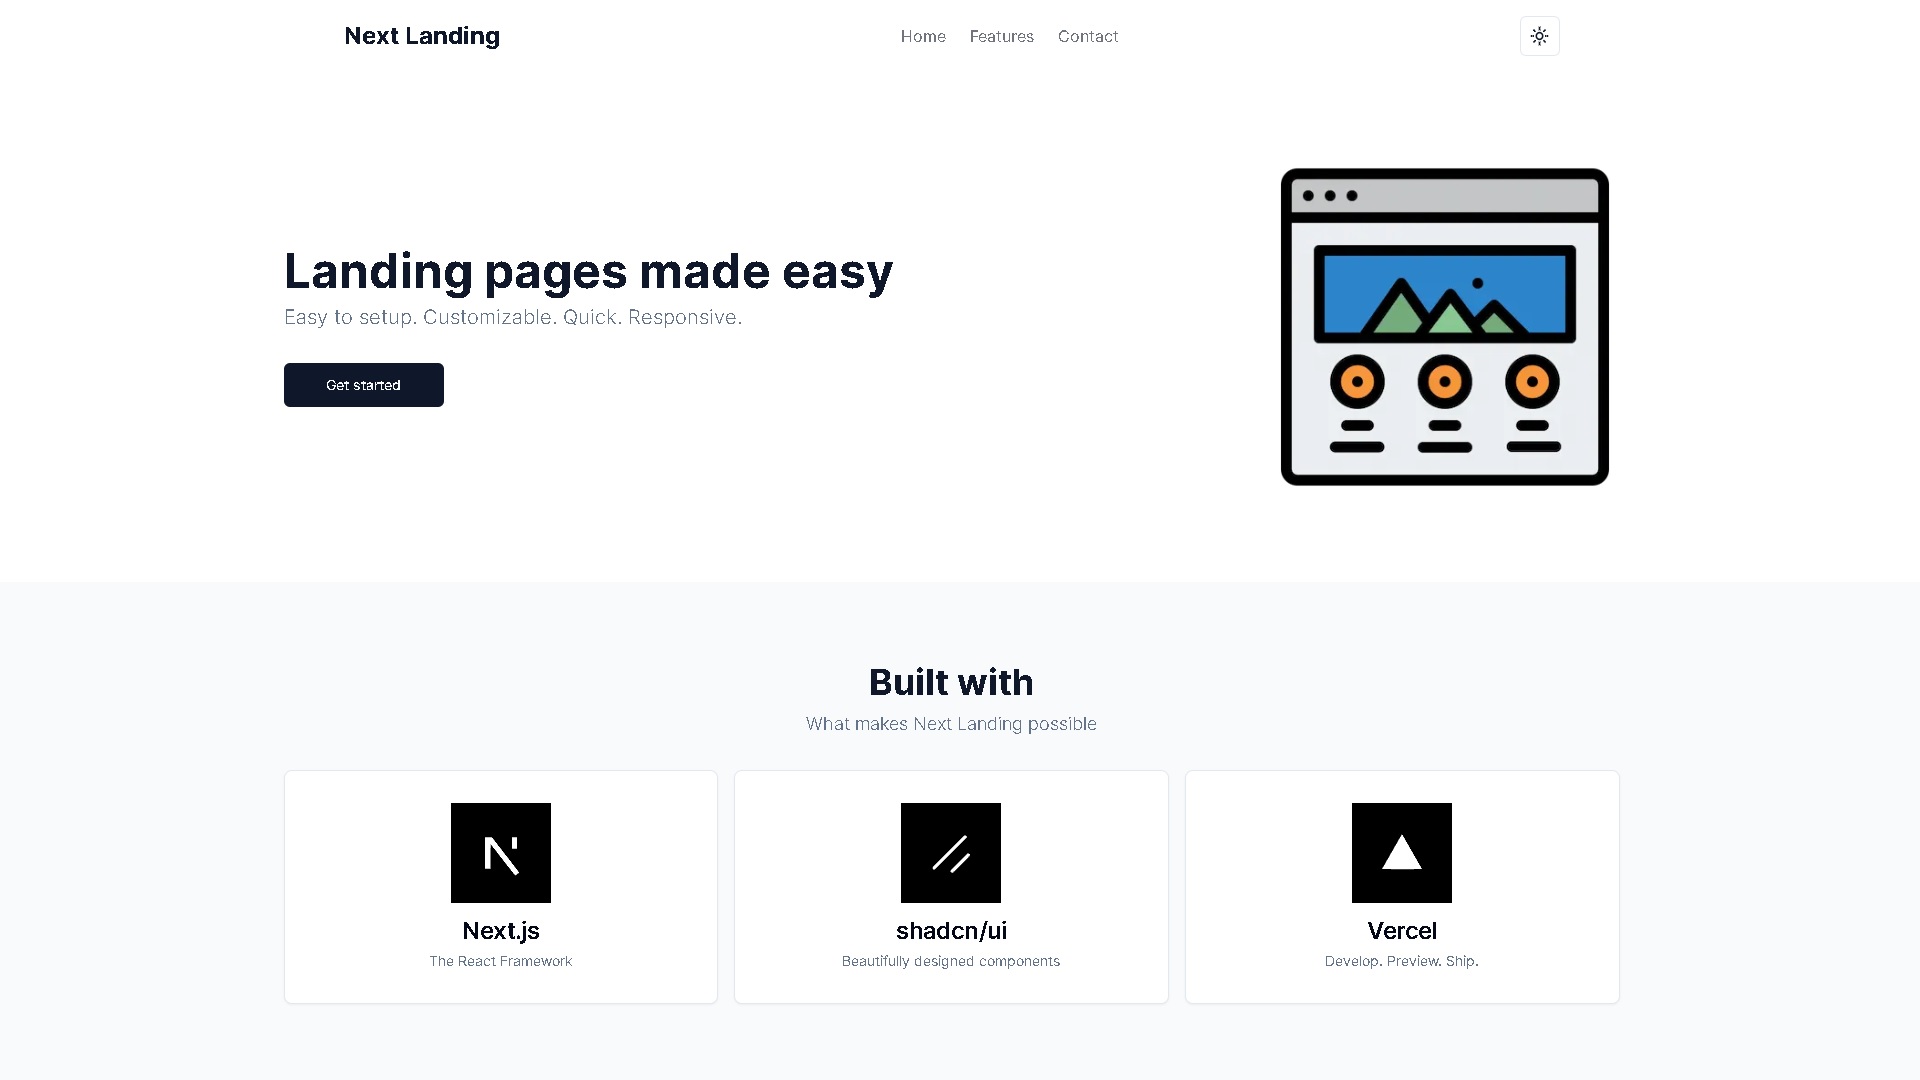 Next Landing
Home Features Contact
Landing pages made easy
Easy to setup. Customizable. Quick. Responsive.
Get started
Built with
What makes Next Landing possible
Next.js
The React Framework
shadcn/ui
Beautifully designed components
Vercel
Develop. Preview. Ship.